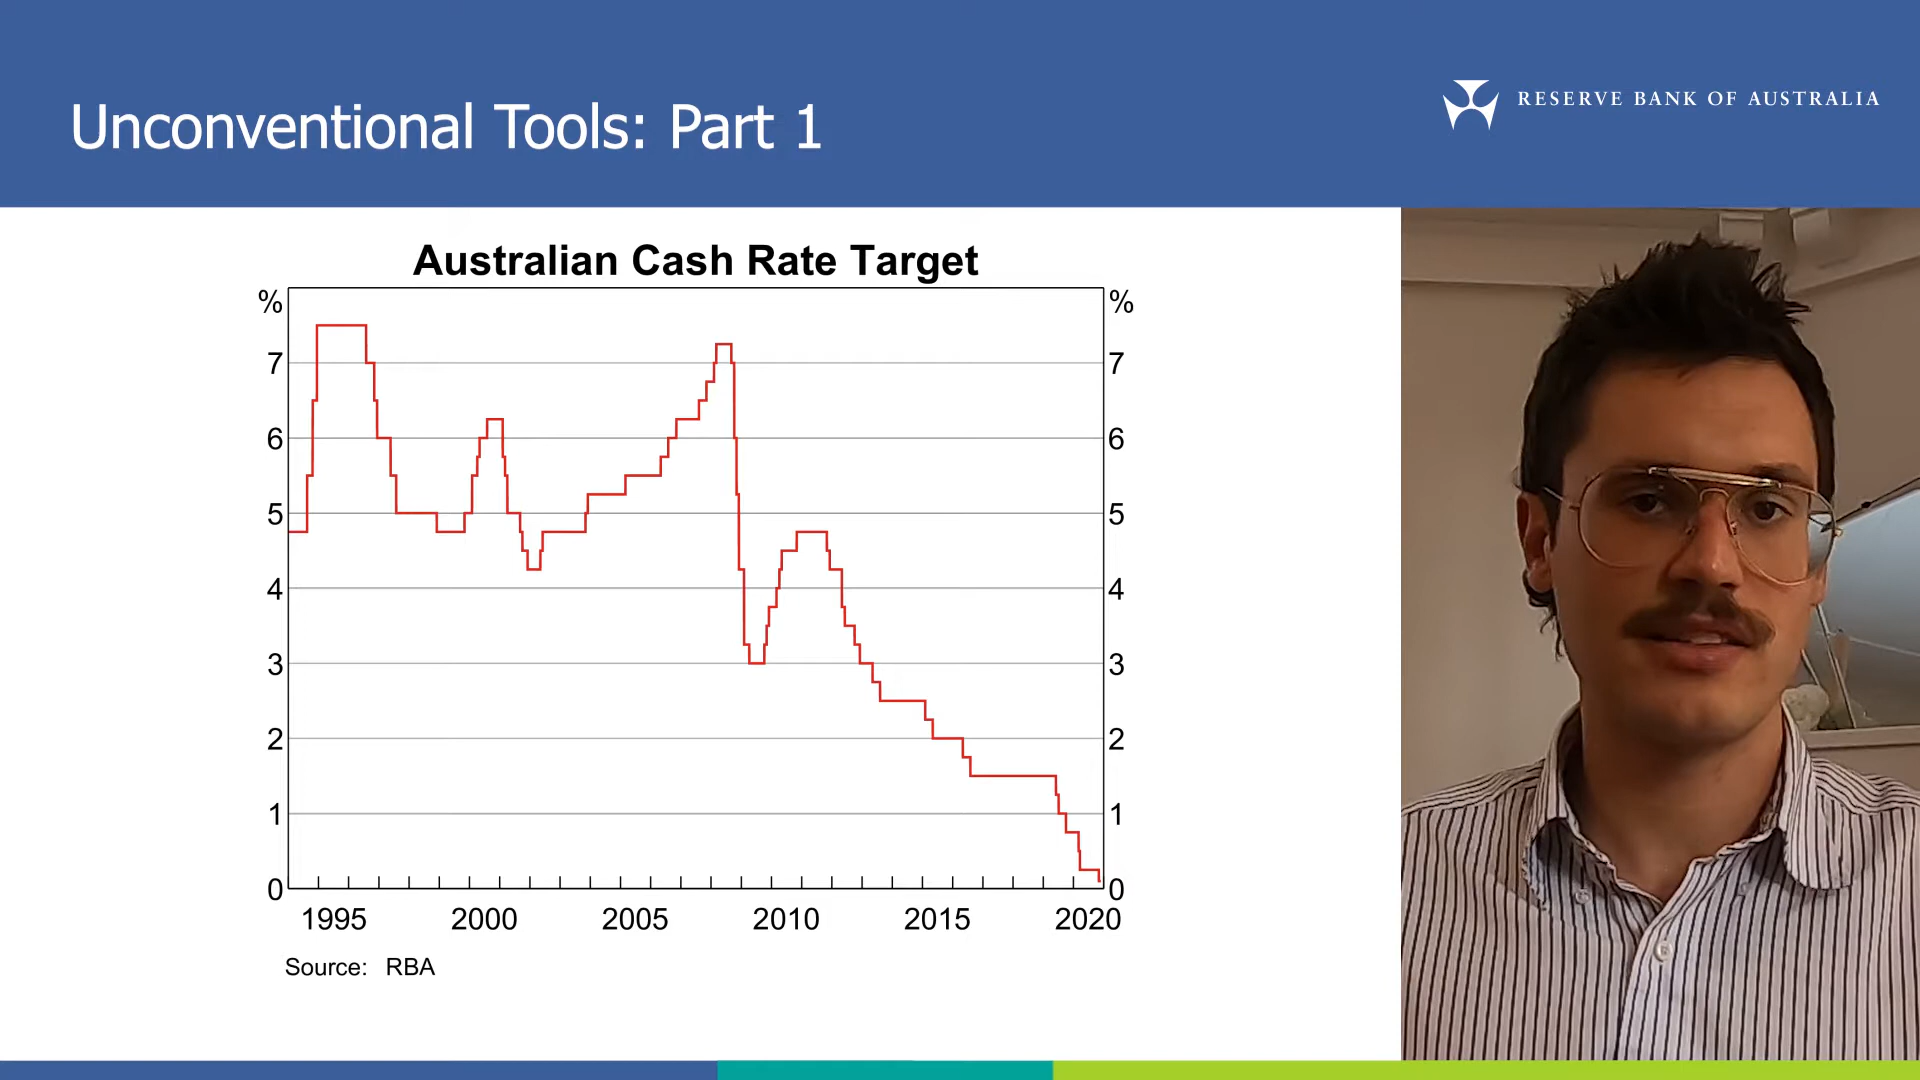 Unconventional Tools: Part 1
RESERVE BANK OF AUSTRALIA
Australian Cash Rate Target
% %
7 7
6 6
5 5
4 4
3 3
2 2
1 1
0 0
1995 2000 2005 2010 2015 2020
Source: RBA